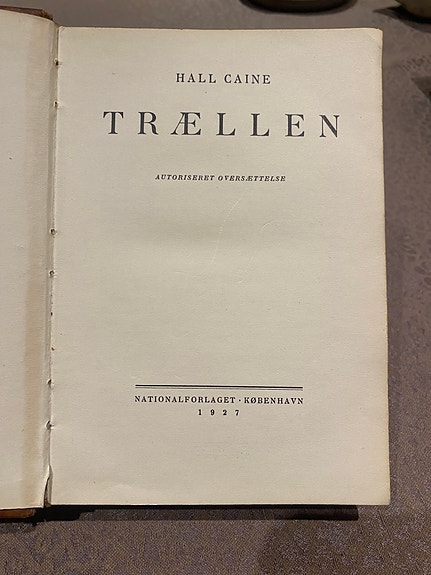 HALL CAINE
TRÆLLEN
AUTORISERET OVERSÆTTELSE
NATIONALFORLAGET · KØBENHAVN
1927